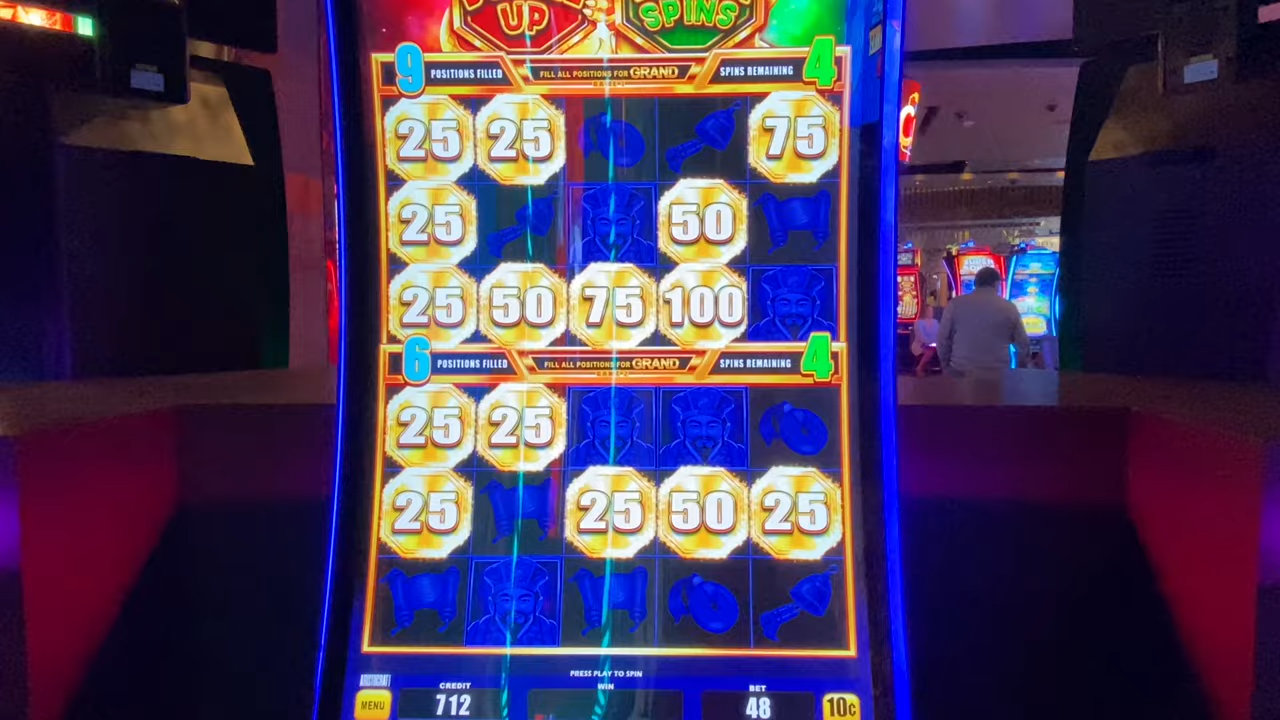 UP
SPINS
9 POSITIONS FILLED FILL ALL POSITIONS FOR GRAND SPINS REMAINING 4
25 25 75
25 50
25 50 75 100
6 POSITIONS FILLED FILL ALL POSITIONS FOR GRAND SPINS REMAINING 4
25 25
25 25 50 25
PRESS PLAY TO SPIN
ARISTOCRAT CREDIT WIN BET
MENU 712 48 10¢